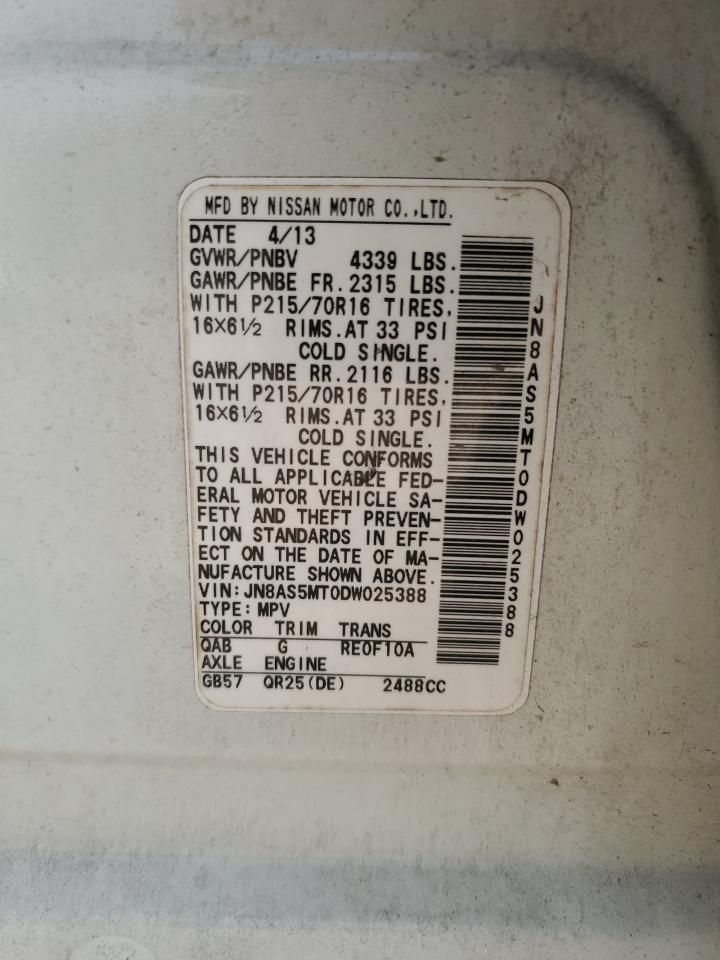 MFD BY NISSAN MOTOR CO.,LTD.
DATE 4/13
GVWR/PNBV 4339 LBS.
GAWR/PNBE FR. 2315 LBS.
WITH P215/70R16 TIRES,
16X6½ RIMS. AT 33 PSI
COLD SINGLE.
GAWR/PNBE RR. 2116 LBS.
WITH P215/70R16 TIRES,
16X6½ RIMS. AT 33 PSI
COLD SINGLE.
THIS VEHICLE CONFORMS
TO ALL APPLICABLE FED-
ERAL MOTOR VEHICLE SA-
FETY AND THEFT PREVEN-
TION STANDARDS IN EFF-
ECT ON THE DATE OF MA-
NUFACTURE SHOWN ABOVE.
VIN: JN8AS5MT0DW025388
TYPE: MPV
COLOR TRIM TRANS
QAB G RE0F10A
AXLE ENGINE
GB57 QR25(DE) 2488CC
JN8AS5MT0DW025388